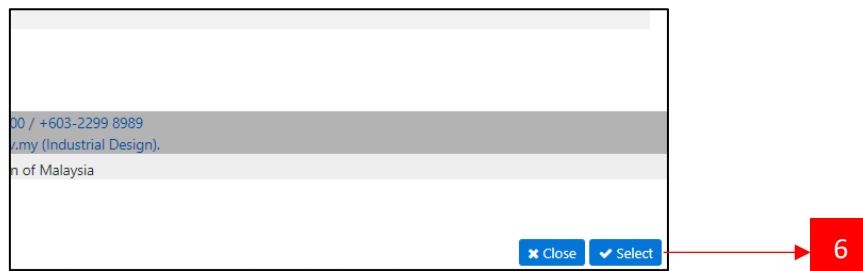 00 / +603-2299 8989
.my (Industrial Design).
n of Malaysia
Close Select
6